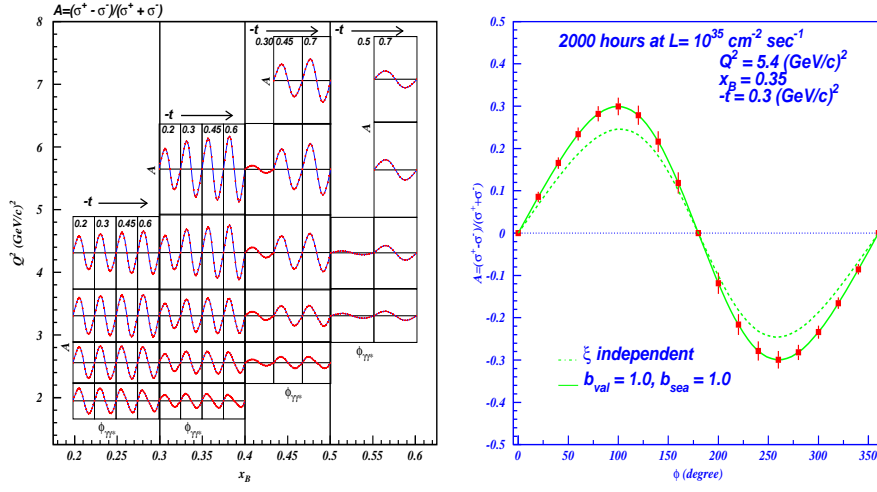 A=(σ⁺ - σ⁻)/(σ⁺ + σ⁻)
Q² (GeV/c)²
8
7
6
5
4
3
2
-t
0.30 0.45 0.7
A
-t
0.5 0.7
A
-t
0.2 0.3 0.45 0.6
A
-t
0.2 0.3 0.45 0.6
A
ϕγγ*
ϕγγ*
ϕγγ*
ϕγγ*
0.2 0.3 0.4 0.5 0.2 0.3 0.4 0.5 0.6
x_B
A=(σ⁺-σ⁻)/(σ⁺+σ⁻)
0.5
0.4
0.3
0.2
0.1
0
-0.1
-0.2
-0.3
-0.4
-0.5
2000 hours at L= 10³⁵ cm⁻² sec⁻¹
Q² = 5.4 (GeV/c)²
x_B = 0.35
-t = 0.3 (GeV/c)²
ξ independent
b_val = 1.0, b_sea = 1.0
0 50 100 150 200 250 300 350
ϕ (degree)